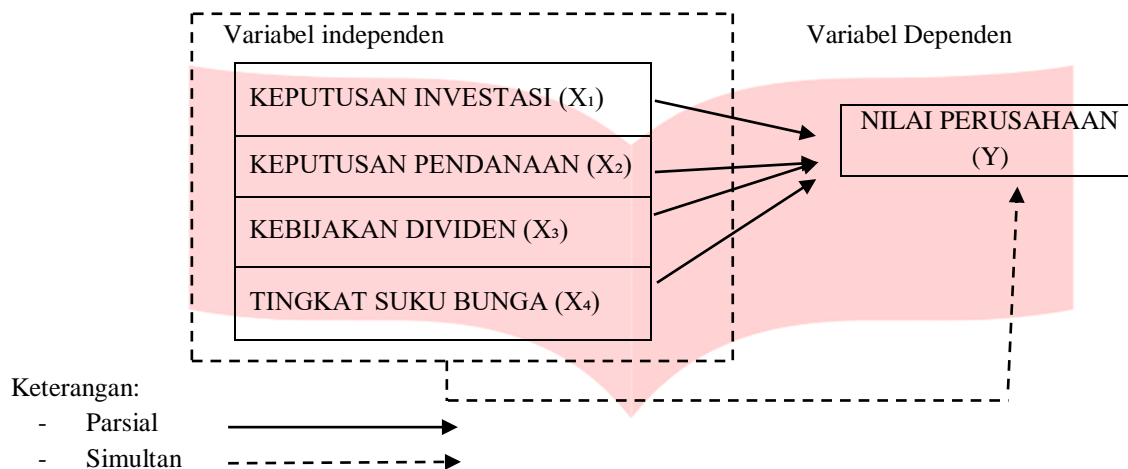 Variabel independen
Variabel Dependen
KEPUTUSAN INVESTASI (X₁)
KEPUTUSAN PENDANAAN (X₂)
KEBIJAKAN DIVIDEN (X₃)
TINGKAT SUKU BUNGA (X₄)
NILAI PERUSAHAAN
(Y)
Keterangan:
- Parsial
- Simultan